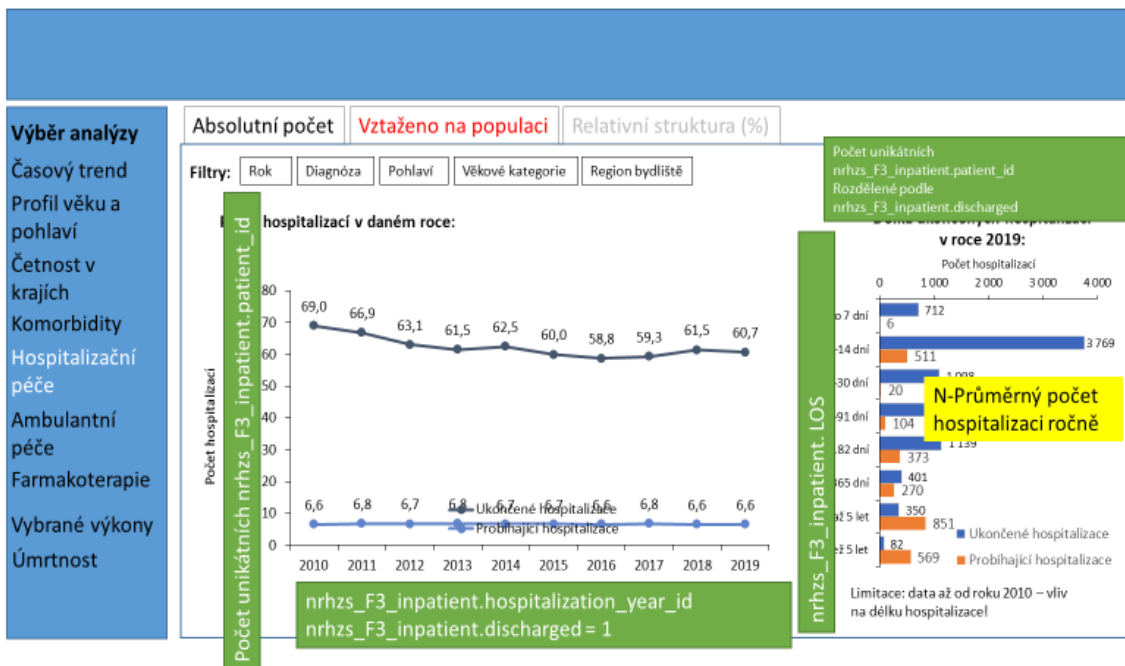 Výběr analýzy
Časový trend
Profil věku a
pohlaví
Četnost v
krajích
Komorbidity
Hospitalizační
péče
Ambulantní
péče
Farmakoterapie
Vybrané výkony
Úmrtnost
Absolutní počet
Vztaženo na populaci
Relativní struktura (%)
Filtry:
Rok
Diagnóza
Pohlaví
Věkové kategorie
Region bydliště
hospitalizací v daném roce:
Počet unikátních nrhzs_F3_inpatient.patient_id
Počet hospitalizací
80
70
60
50
40
30
20
10
0
69,0
66,9
63,1
61,5
62,5
60,0
58,8
59,3
61,5
60,7
6,6
6,8
6,7
6,8
6,7
6,7
6,6
6,8
6,6
6,6
Ukončené hospitalizace
Probíhající hospitalizace
2010 2011 2012 2013 2014 2015 2016 2017 2018 2019
nrhzs_F3_inpatient.hospitalization_year_id
nrhzs_F3_inpatient.discharged = 1
Počet unikátních
nrhzs_F3_inpatient.patient_id
Rozdělené podle
nrhzs_F3_inpatient.discharged
v roce 2019:
Počet hospitalizací
0 1 000 2 000 3 000 4 000
nrhzs_F3_inpatient. LOS
7 dní
712
6
-14 dní
3 769
511
-30 dní
1 098
20
-91 dní
104
N-Průměrný počet
hospitalizaci ročně
182 dní
1 139
373
365 dní
401
270
až 5 let
350
851
5 let
82
569
Ukončené hospitalizace
Probíhající hospitalizace
Limitace: data až od roku 2010 – vliv
na délku hospitalizace!